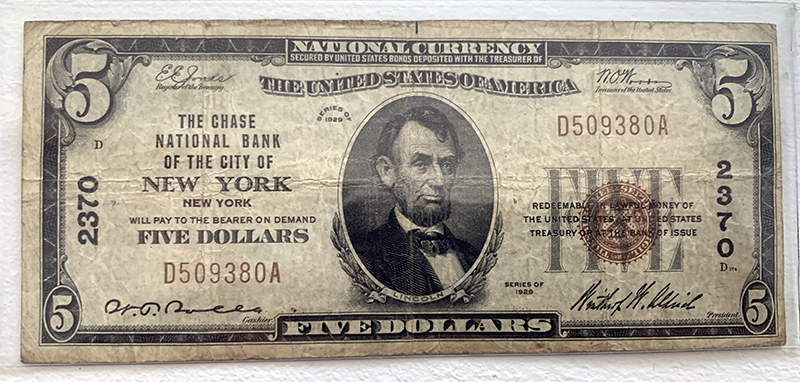 NATIONAL CURRENCY
SECURED BY UNITED STATES BONDS DEPOSITED WITH THE TREASURER OF
THE UNITED STATES OF AMERICA
5
5
E.E. Jones
Register of the Treasury
W.O. Woods
Treasurer of the United States
SERIES OF
1929
THE CHASE
D
NATIONAL BANK
OF THE CITY OF
NEW YORK
NEW YORK
WILL PAY TO THE BEARER ON DEMAND
FIVE DOLLARS
2370
D509380A
D509380A
FIVE
REDEEMABLE IN LAWFUL MONEY OF
THE UNITED STATES AT UNITED STATES
TREASURY OR AT THE BANK OF ISSUE
2370
D
LINCOLN
SERIES OF
1929
Cashier
Winthrop W. Aldrich
President
5
FIVE DOLLARS
5